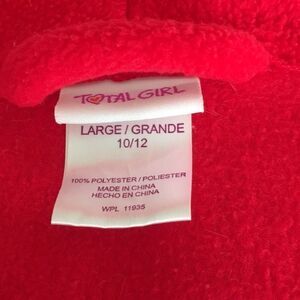 TOTAL GIRL
LARGE / GRANDE
10/12
100% POLYESTER / POLIESTER
MADE IN CHINA
HECHO EN CHINA
WPL 11935